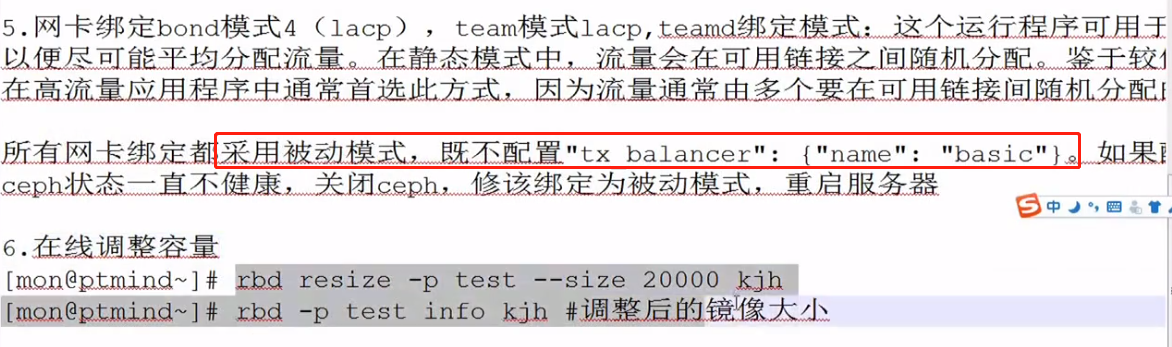 5.网卡绑定bond模式4（lacp），team模式lacp,teamd绑定模式：这个运行程序可用于
以便尽可能平均分配流量。在静态模式中，流量会在可用链接之间随机分配。鉴于较
在高流量应用程序中通常首选此方式，因为流量通常由多个要在可用链接间随机分配
所有网卡绑定都采用被动模式，既不配置"tx balancer": {"name": "basic"}。如果
ceph状态一直不健康，关闭ceph，修该绑定为被动模式，重启服务器
中
6.在线调整容量
[mon@ptmind~]# rbd resize -p test --size 20000 kjh
[mon@ptmind~]# rbd -p test info kjh #调整后的镜像大小